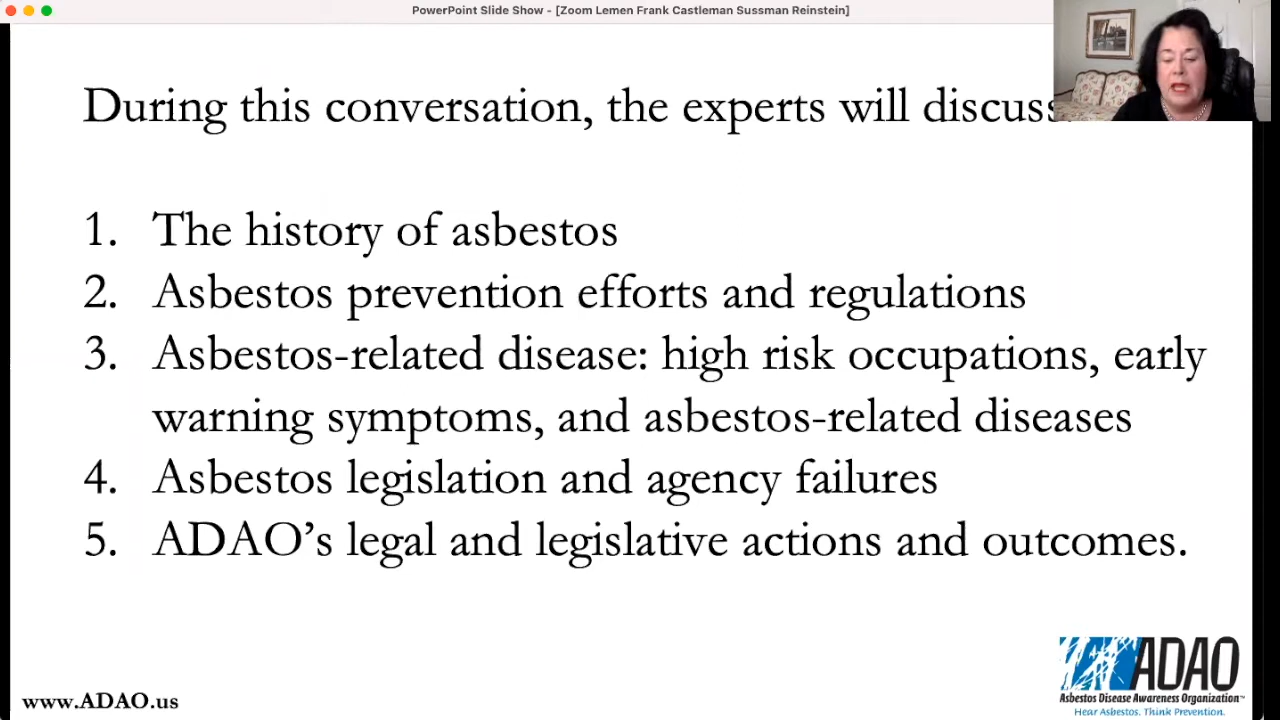 PowerPoint Slide Show - [Zoom Lemen Frank Castleman Sussman Reinstein]
During this conversation, the experts will discuss
1. The history of asbestos
2. Asbestos prevention efforts and regulations
3. Asbestos-related disease: high risk occupations, early
warning symptoms, and asbestos-related diseases
4. Asbestos legislation and agency failures
5. ADAO’s legal and legislative actions and outcomes.
ADAO
Asbestos Disease Awareness Organization™
Hear Asbestos. Think Prevention.
www.ADAO.us